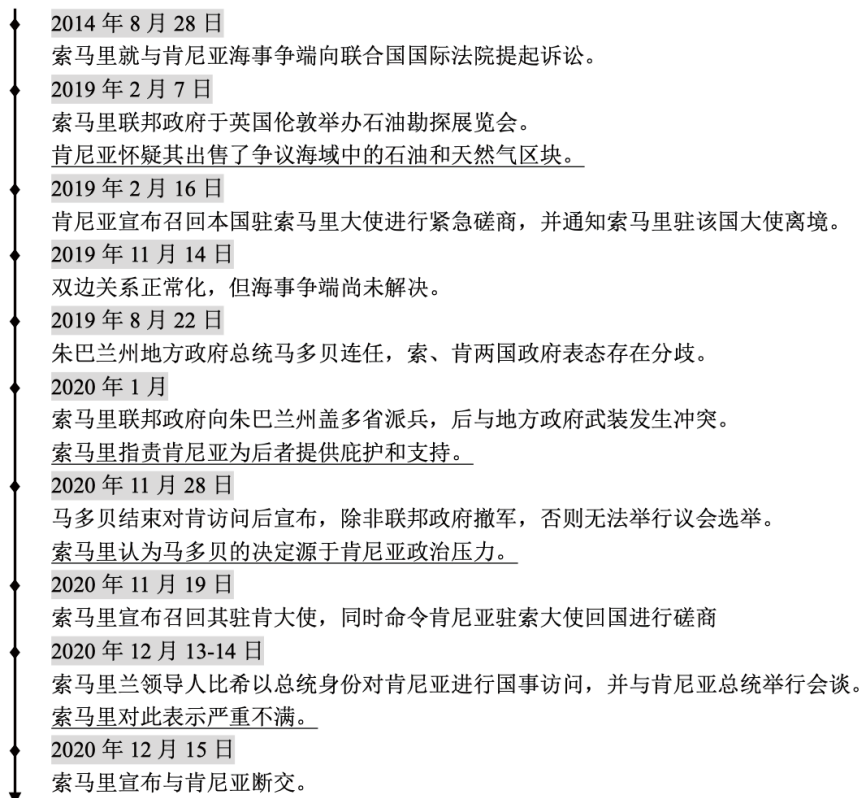 2014 年 8 月 28 日
索马里就与肯尼亚海事争端向联合国国际法院提起诉讼。
2019 年 2 月 7 日
索马里联邦政府于英国伦敦举办石油勘探展览会。
肯尼亚怀疑其出售了争议海域中的石油和天然气区块。
2019 年 2 月 16 日
肯尼亚宣布召回本国驻索马里大使进行紧急磋商，并通知索马里驻该国大使离境。
2019 年 11 月 14 日
双边关系正常化，但海事争端尚未解决。
2019 年 8 月 22 日
朱巴兰州地方政府总统马多贝连任，索、肯两国政府表态存在分歧。
2020 年 1 月
索马里联邦政府向朱巴兰州盖多省派兵，后与地方政府武装发生冲突。
索马里指责肯尼亚为后者提供庇护和支持。
2020 年 11 月 28 日
马多贝结束对肯访问后宣布，除非联邦政府撤军，否则无法举行议会选举。
索马里认为马多贝的决定源于肯尼亚政治压力。
2020 年 11 月 19 日
索马里宣布召回其驻肯大使，同时命令肯尼亚驻索大使回国进行磋商
2020 年 12 月 13-14 日
索马里兰领导人比希以总统身份对肯尼亚进行国事访问，并与肯尼亚总统举行会谈。
索马里对此表示严重不满。
2020 年 12 月 15 日
索马里宣布与肯尼亚断交。